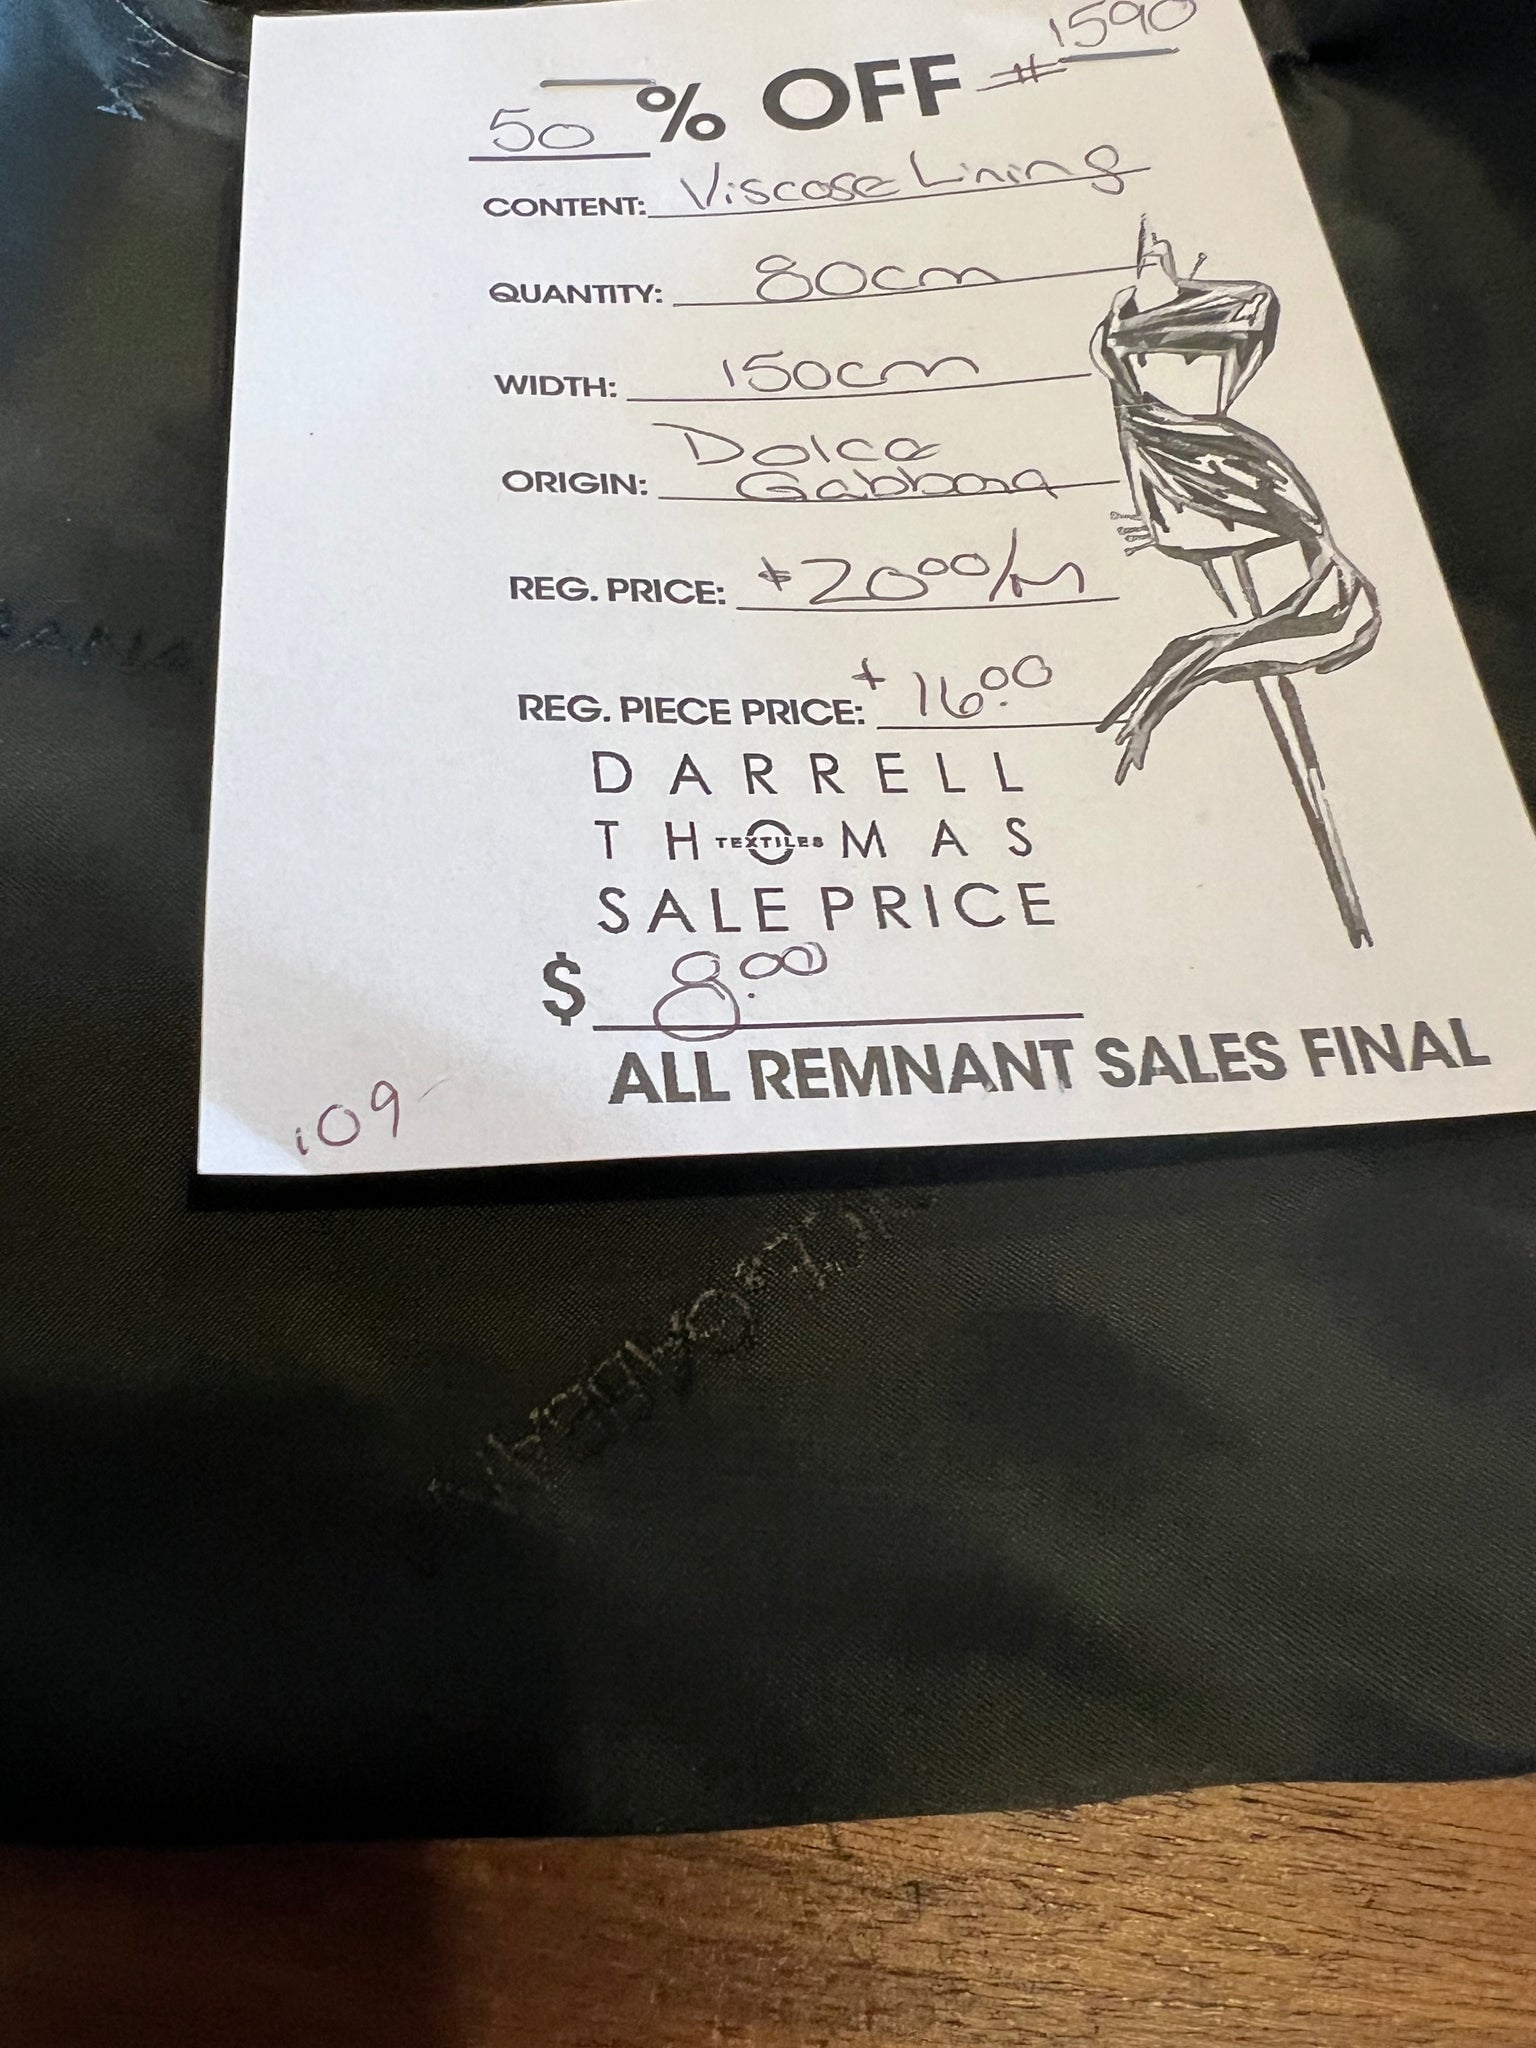 #1590
50 % OFF
CONTENT: Viscose Lining
QUANTITY: 80cm
WIDTH: 150cm
Dolce
ORIGIN: Gabbana
REG. PRICE: $20.00/M
REG. PIECE PRICE: $16.00
DARRELL
THOMAS
TEXTILES
SALE PRICE
$ 8.00
ALL REMNANT SALES FINAL
109